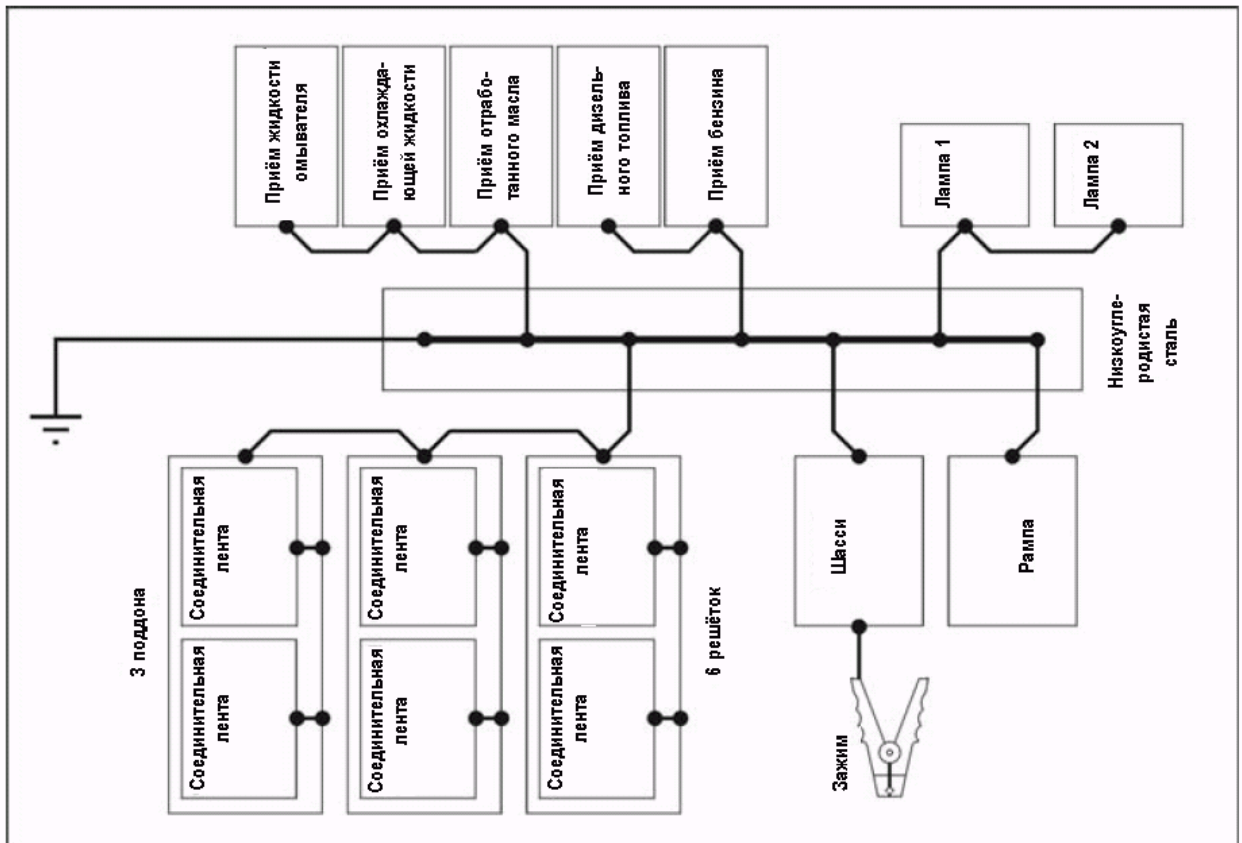 Приём жидкости
омывателя
Приём охлажда-
ющей жидкости
Приём отрабо-
танного масла
Приём дизель-
ного топлива
Приём бензина
Лампа 1
Лампа 2
Низкоугле-
родистая
сталь
3 поддона
Соединительная
лента
Соединительная
лента
Соединительная
лента
Соединительная
лента
Соединительная
лента
Соединительная
лента
6 решёток
Шасси
Рампа
Зажим